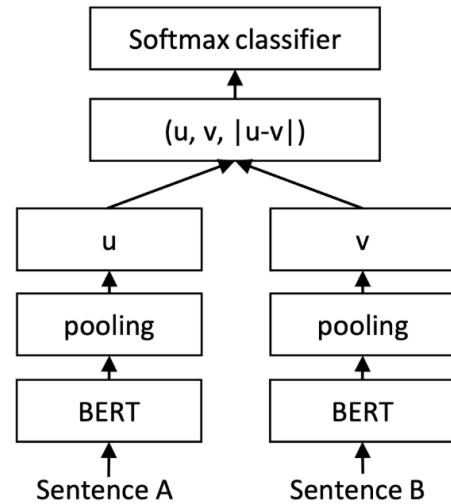 Softmax classifier
(u, v, |u-v|)
u
v
pooling
pooling
BERT
BERT
Sentence A
Sentence B